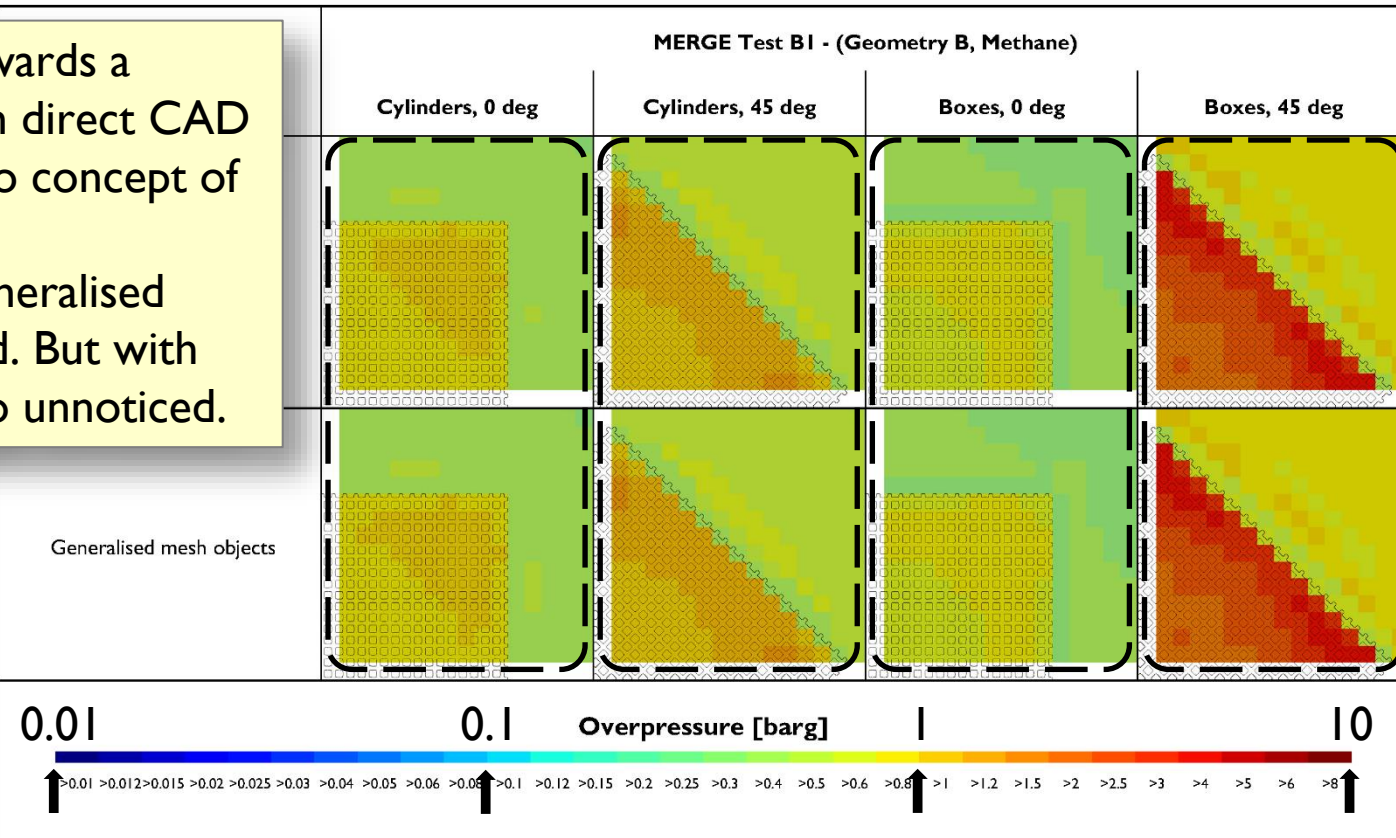 wards a
direct CAD
o concept of
neralised
d. But with
o unnoticed.
MERGE Test B1 - (Geometry B, Methane)
Cylinders, 0 deg
Cylinders, 45 deg
Boxes, 0 deg
Boxes, 45 deg
Generalised mesh objects
0.01
0.1
Overpressure [barg]
1
10
>0.01 >0.012 >0.015 >0.02 >0.025 >0.03 >0.04 >0.05 >0.06 >0.08 >0.1 >0.12 >0.15 >0.2 >0.25 >0.3 >0.4 >0.5 >0.6 >0.8 >1 >1.2 >1.5 >2 >2.5 >3 >4 >5 >6 >8